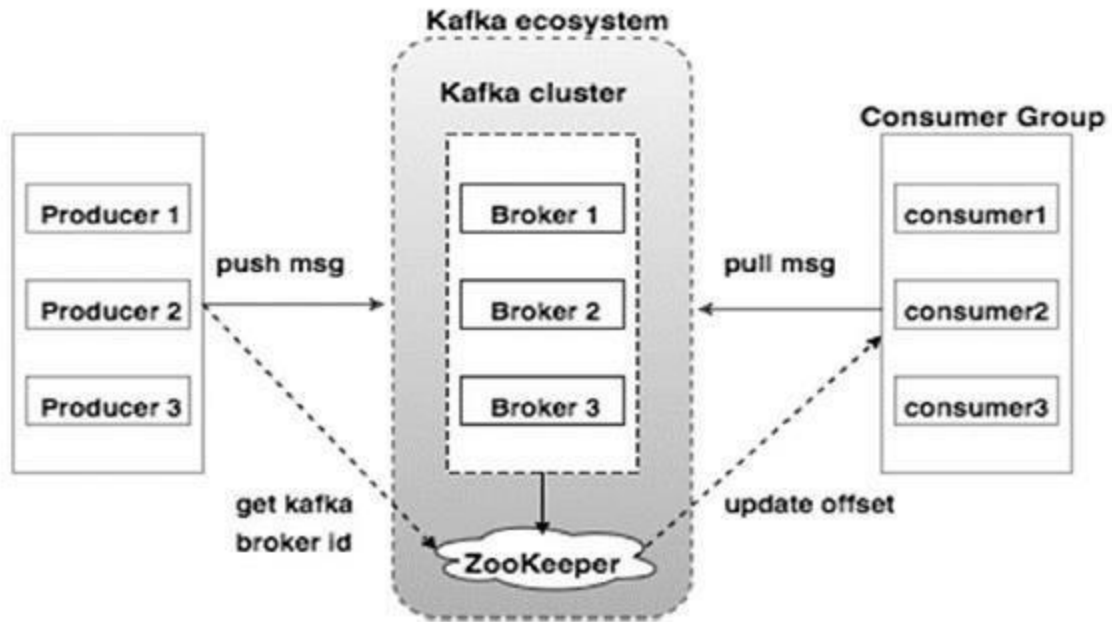 Kafka ecosystem
Kafka cluster
Consumer Group
Producer 1
Producer 2
Producer 3
push msg
Broker 1
Broker 2
Broker 3
pull msg
consumer1
consumer2
consumer3
get kafka
broker id
ZooKeeper
update offset